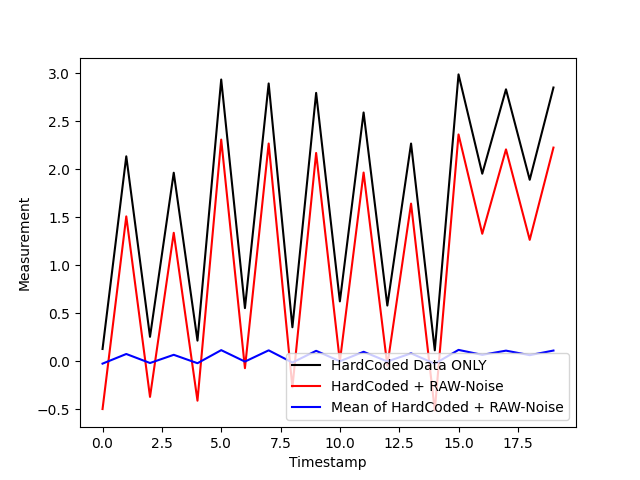 3.0
2.5
2.0
1.5
1.0
0.5
0.0
−0.5
Measurement
HardCoded Data ONLY
HardCoded + RAW-Noise
Mean of HardCoded + RAW-Noise
0.0 2.5 5.0 7.5 10.0 12.5 15.0 17.5
Timestamp